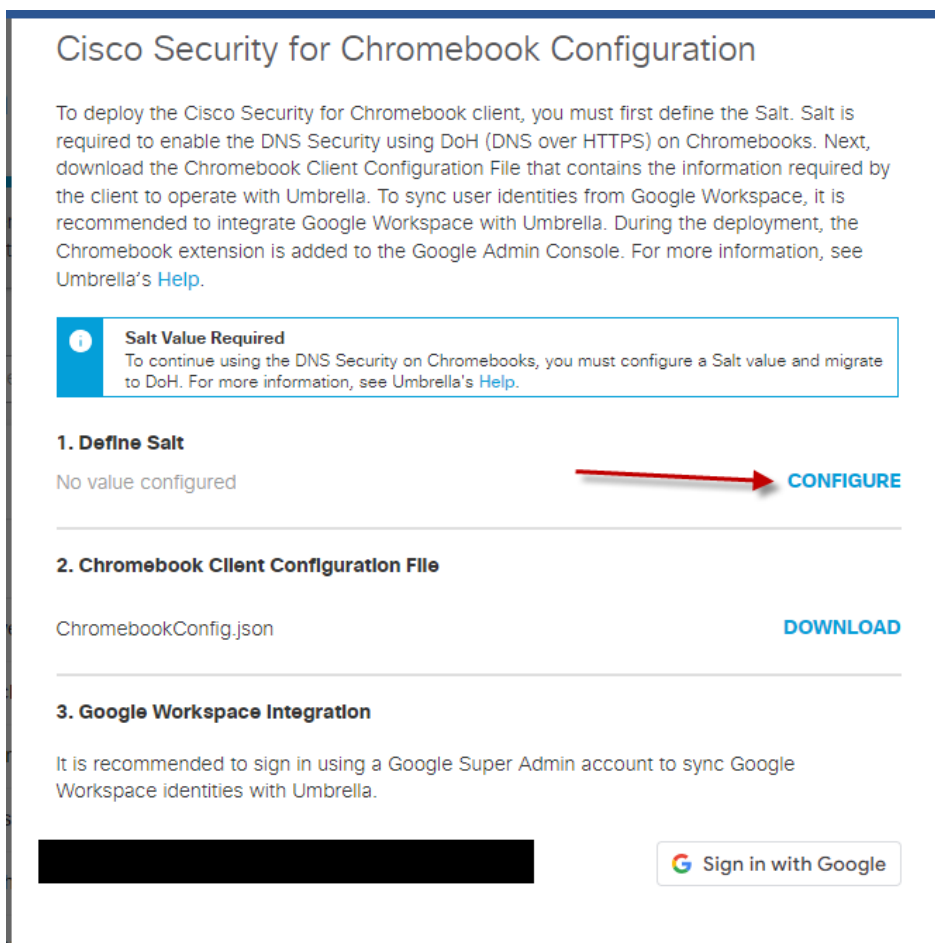 Cisco Security for Chromebook Configuration
To deploy the Cisco Security for Chromebook client, you must first define the Salt. Salt is
required to enable the DNS Security using DoH (DNS over HTTPS) on Chromebooks. Next,
download the Chromebook Client Configuration File that contains the information required by
the client to operate with Umbrella. To sync user identities from Google Workspace, it is
recommended to integrate Google Workspace with Umbrella. During the deployment, the
Chromebook extension is added to the Google Admin Console. For more information, see
Umbrella's Help.
Salt Value Required
To continue using the DNS Security on Chromebooks, you must configure a Salt value and migrate
to DoH. For more information, see Umbrella's Help.
1. Define Salt
No value configured
CONFIGURE
2. Chromebook Client Configuration File
ChromebookConfig.json
DOWNLOAD
3. Google Workspace Integration
It is recommended to sign in using a Google Super Admin account to sync Google
Workspace identities with Umbrella.
Sign in with Google